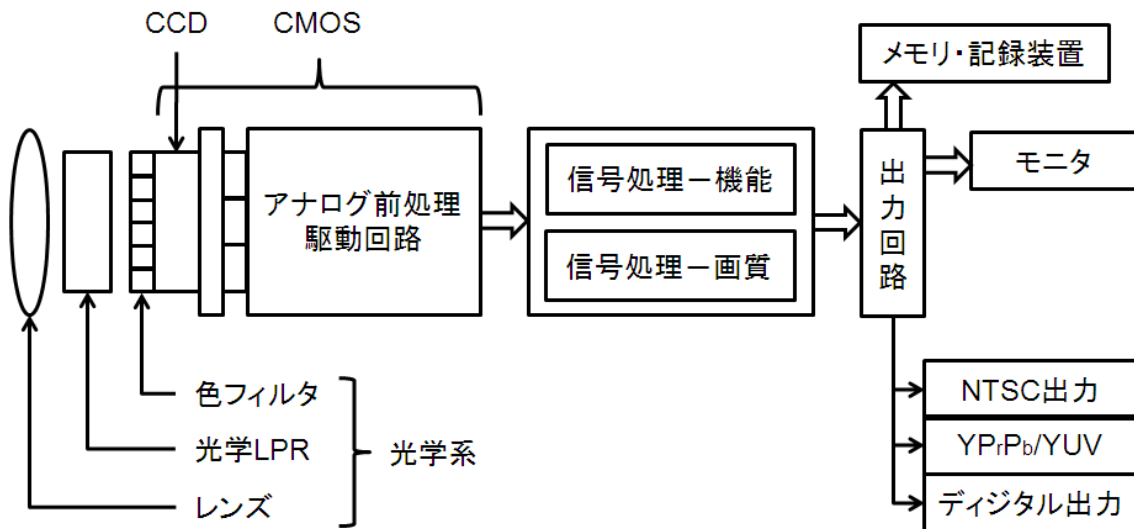 CCD
CMOS
メモリ・記録装置
モニタ
アナログ前処理
駆動回路
信号処理－機能
信号処理－画質
出力回路
色フィルタ
光学LPR
レンズ
光学系
NTSC出力
YPrPb/YUV
ディジタル出力